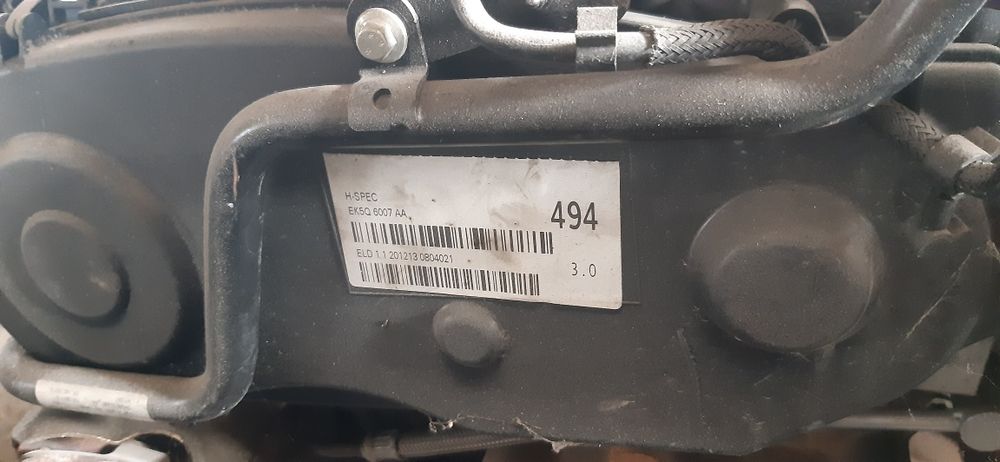 H-SPEC
EK5Q 6007 AA
494
ELD 1.1 201213 0804021
3.0